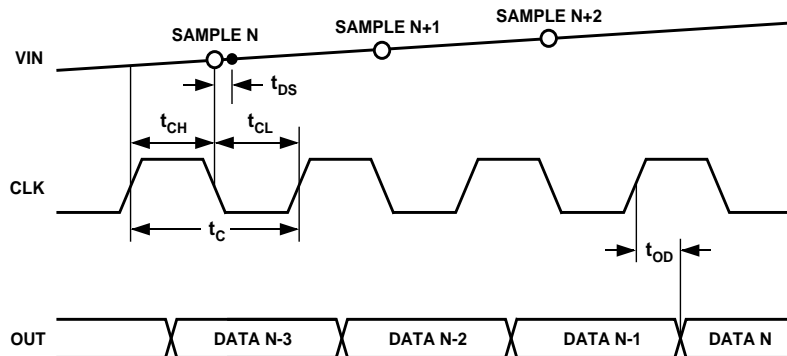 SAMPLE N SAMPLE N+1 SAMPLE N+2
VIN
tDS
tCH tCL
CLK
tC
tOD
OUT DATA N-3 DATA N-2 DATA N-1 DATA N